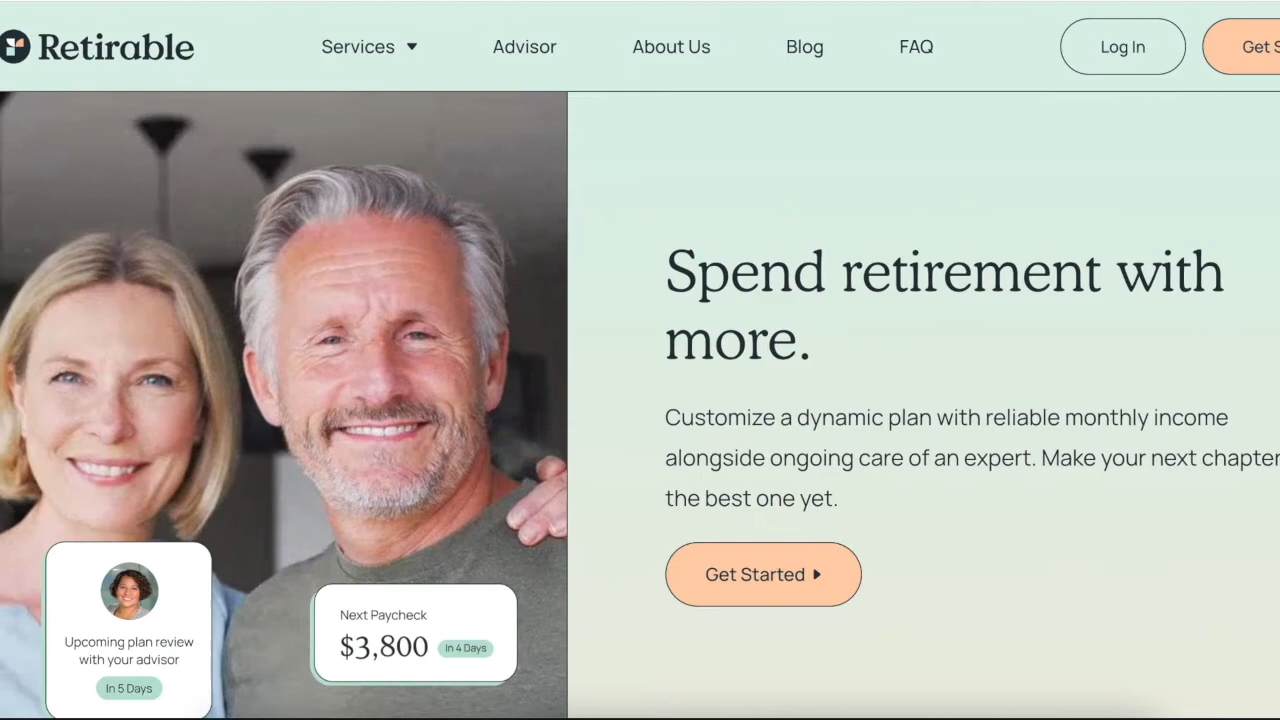 Retirable
Services
Advisor
About Us
Blog
FAQ
Log In
Get S
Spend retirement with
more.
Customize a dynamic plan with reliable monthly income
alongside ongoing care of an expert. Make your next chapter
the best one yet.
Get Started
Upcoming plan review
with your advisor
In 5 Days
Next Paycheck
$3,800
In 4 Days